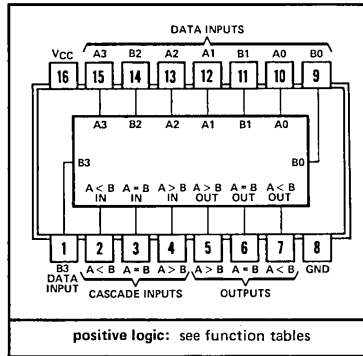 DATA INPUTS
VCC A3 B2 A2 A1 B1 A0 B0
16 15 14 13 12 11 10 9
A3 B2 A2 A1 B1 A0
B3 B0
A < B A = B A > B A > B A = B A < B
IN IN IN OUT OUT OUT
1 2 3 4 5 6 7 8
B3 A < B A = B A > B A > B A = B A < B GND
DATA CASCADE INPUTS OUTPUTS
INPUT
positive logic: see function tables